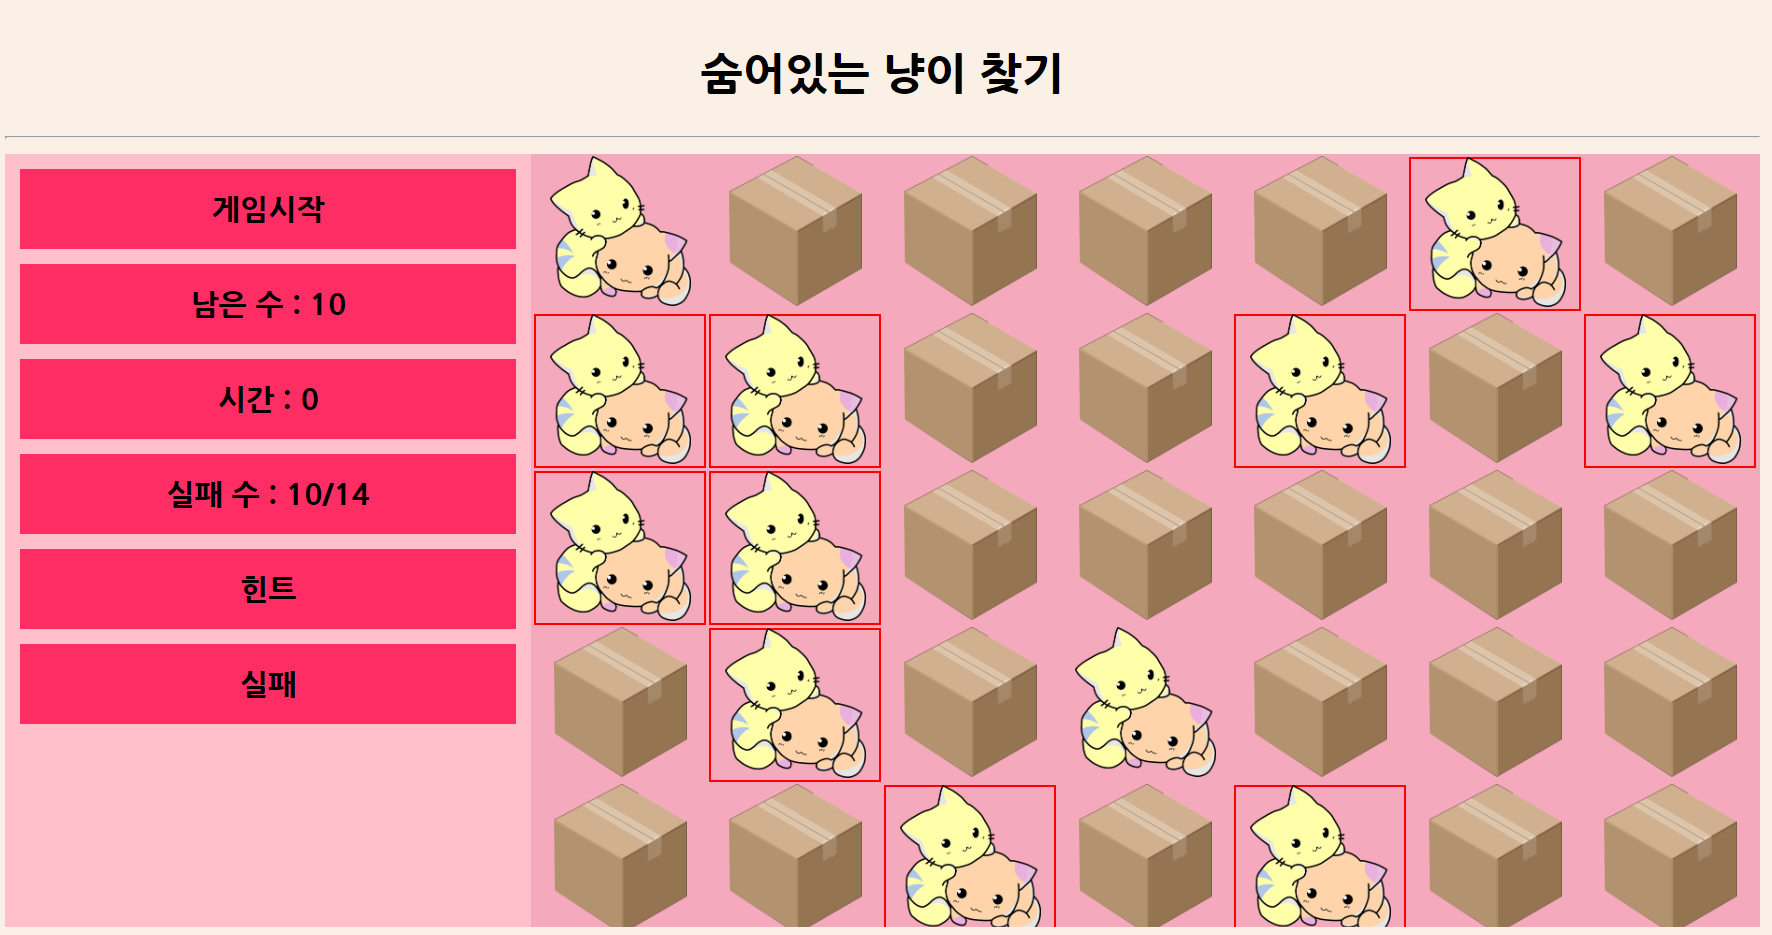 숨어있는 냥이 찾기
게임시작
남은 수 : 10
시간 : 0
실패 수 : 10/14
힌트
실패